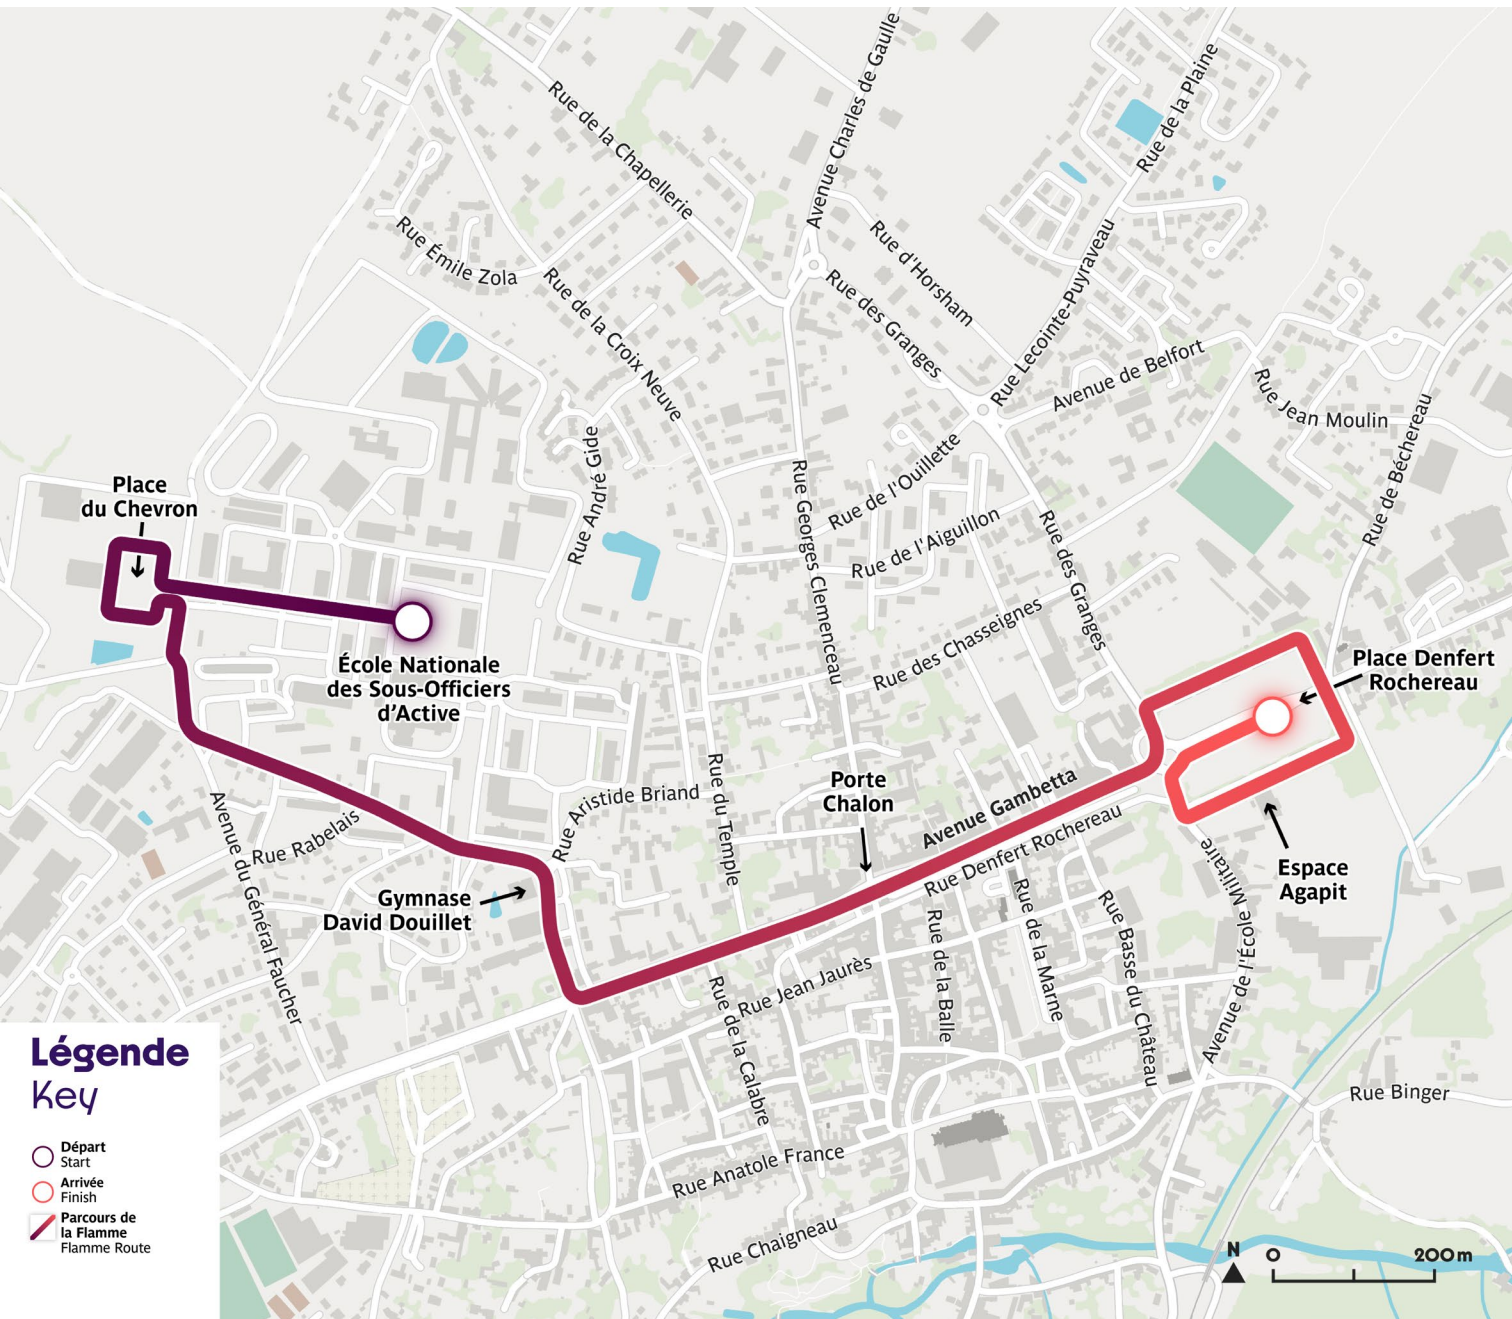 Rue de la Chapellerie
Avenue Charles de Gaulle
Rue de la Plaine
Rue Émile Zola
Rue de la Croix Neuve
Rue d'Horsham
Rue des Granges
Rue Lecointe-Puyraveau
Avenue de Belfort
Rue Jean Moulin
Rue de Béchereau
Rue André Gide
Rue Georges Clemenceau
Rue de l'Ouillette
Rue de l'Aiguillon
Rue des Granges
Rue des Chasseignes
Place
du Chevron
École Nationale
des Sous-Officiers
d'Active
Place Denfert
Rochereau
Porte
Chalon
Avenue Gambetta
Rue Denfert Rochereau
Rue Aristide Briand
Rue du Temple
Rue Rabelais
Avenue du Général Faucher
Gymnase
David Douillet
Espace
Agapit
Avenue de l'École Militaire
Rue Basse du Château
Rue de la Marne
Rue de la Balle
Rue Jean Jaurès
Rue de la Calabre
Rue Anatole France
Rue Chaigneau
Rue Binger
Légende
Key
Départ
Start
Arrivée
Finish
Parcours de
la Flamme
Flamme Route
N
0
200m